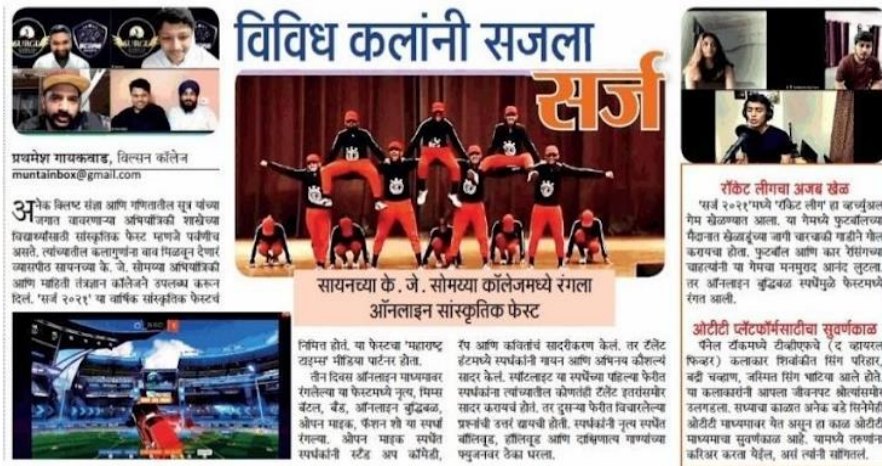 विविध कलांनी सजला
सर्ज
प्रथमेश गायकवाड, विल्सन कॉलेज
muntainbox@gmail.com
अनेक क्लिष्ट संज्ञा आणि गणितातील सूत्र यांच्या
जगात वावरणाऱ्या अभियांत्रिकी शाखेच्या
विद्यार्थ्यांसाठी सांस्कृतिक फेस्ट म्हणजे पर्वणीच
असते. त्यांच्यातील कलागुणांना वाव मिळवून देणारं
व्यासपीठ सायनच्या के. जे. सोमय्या अभियांत्रिकी
आणि माहिती तंत्रज्ञान कॉलेजने उपलब्ध करून
दिलं. 'सर्ज २०२१' या वार्षिक सांस्कृतिक फेस्टचं
सायनच्या के. जे. सोमय्या कॉलेजमध्ये रंगला
ऑनलाइन सांस्कृतिक फेस्ट
निमित्त होतं. या फेस्टचा 'महाराष्ट्र
टाइम्स' मीडिया पार्टनर होता.
तीन दिवस ऑनलाइन माध्यमावर
रंगलेल्या या फेस्टमध्ये नृत्य, मिम्स
बॅटल, बँड, ऑनलाइन बुद्धिबळ,
ओपन माइक, फॅशन शो या स्पर्धा
रंगल्या. ओपन माइक स्पर्धेत
स्पर्धकांनी स्टँड अप कॉमेडी,
रॅप आणि कवितांचं सादरीकरण केलं. तर टॅलेंट
हंटमध्ये स्पर्धकांनी गायन आणि अभिनय कौशल्यं
सादर केलं. स्पॉटलाइट या स्पर्धेच्या पहिल्या फेरीत
स्पर्धकांना त्यांच्यातील कोणतंही टॅलेंट इतरांसमोर
सादर करायचं होतं. तर दुसऱ्या फेरीत विचारलेल्या
प्रश्नांची उत्तरं द्यायची होती. स्पर्धकांनी नृत्य स्पर्धेत
बॉलिवूड, हॉलिवूड आणि दाक्षिणात्य गाण्यांच्या
फ्युजनवर ठेका धरला.
रॉकेट लीगचा अजब खेळ
'सर्ज २०२१'मध्ये 'रॉकेट लीग' हा व्हर्च्युअल
गेम खेळण्यात आला. या गेममध्ये फुटबॉलच्या
मैदानात खेळाडूंच्या जागी चारचाकी गाडीने गोल
करायचा होता. फुटबॉल आणि कार रेसिंगच्या
चाहत्यांनी या गेमचा मनमुराद आनंद लुटला.
तर ऑनलाइन बुद्धिबळ स्पर्धेमुळे फेस्टमध्ये
रंगत आली.
ओटीटी प्लॅटफॉर्मसाठीचा सुवर्णकाळ
पॅनेल टॉकमध्ये टीव्हीएफचे (द व्हायरल
फिव्हर) कलाकार शिवांकीत सिंग परिहार,
बद्री चव्हाण, जस्मित सिंग भाटिया आले होते.
या कलाकारांनी आपला जीवनपट श्रोत्यांसमोर
उलगडला. सध्याचा काळात अनेक बडे सिनेमेही
ओटीटी माध्यमावर येत असून हा काळ ओटीटी
माध्यमाचा सुवर्णकाळ आहे. यामध्ये तरुणांना
करिअर करता येईल, असं त्यांनी सांगितलं.